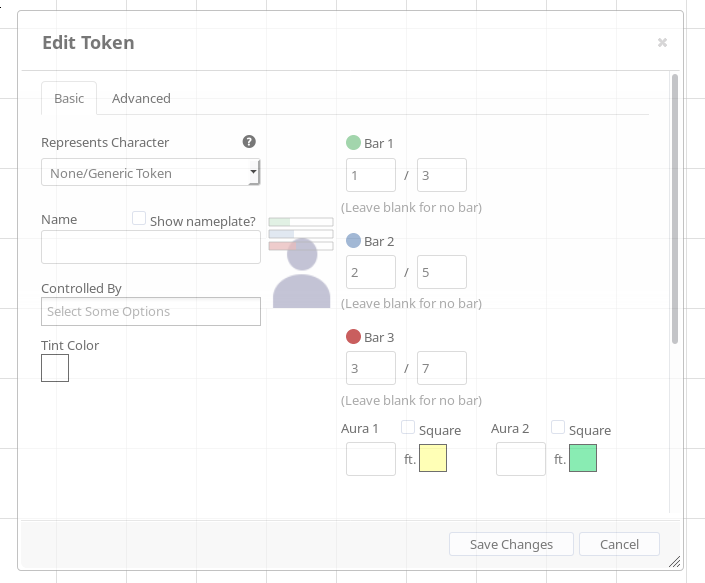 Edit Token
×
Basic Advanced
Represents Character ?
None/Generic Token
Name Show nameplate?
Controlled By
Select Some Options
Tint Color
Bar 1
1 / 3
(Leave blank for no bar)
Bar 2
2 / 5
(Leave blank for no bar)
Bar 3
3 / 7
(Leave blank for no bar)
Aura 1 Square Aura 2 Square
ft. ft.
Save Changes Cancel